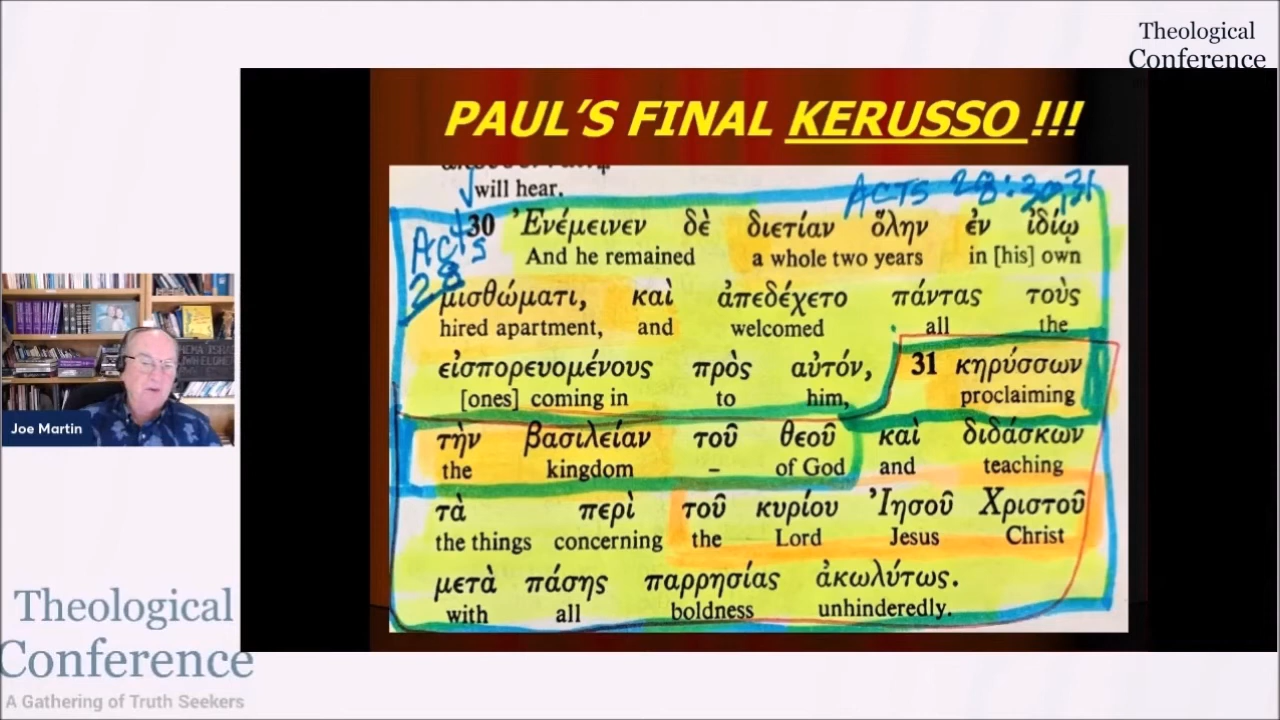 Theological
Conference
PAUL'S FINAL KERUSSO !!!
will hear.
ACTS 28:30,31
Acts
28
30 Ἐνέμεινεν δὲ διετίαν ὅλην ἐν ἰδίῳ
And he remained a whole two years in [his] own
μισθώματι, καὶ ἀπεδέχετο πάντας τοὺς
hired apartment, and welcomed all the
εἰσπορευομένους πρὸς αὐτόν, 31 κηρύσσων
[ones] coming in to him, proclaiming
τὴν βασιλείαν τοῦ θεοῦ καὶ διδάσκων
the kingdom – of God and teaching
τὰ περὶ τοῦ κυρίου Ἰησοῦ Χριστοῦ
the things concerning the Lord Jesus Christ
μετὰ πάσης παρρησίας ἀκωλύτως.
with all boldness unhinderedly.
Joe Martin
Theological
Conference
A Gathering of Truth Seekers